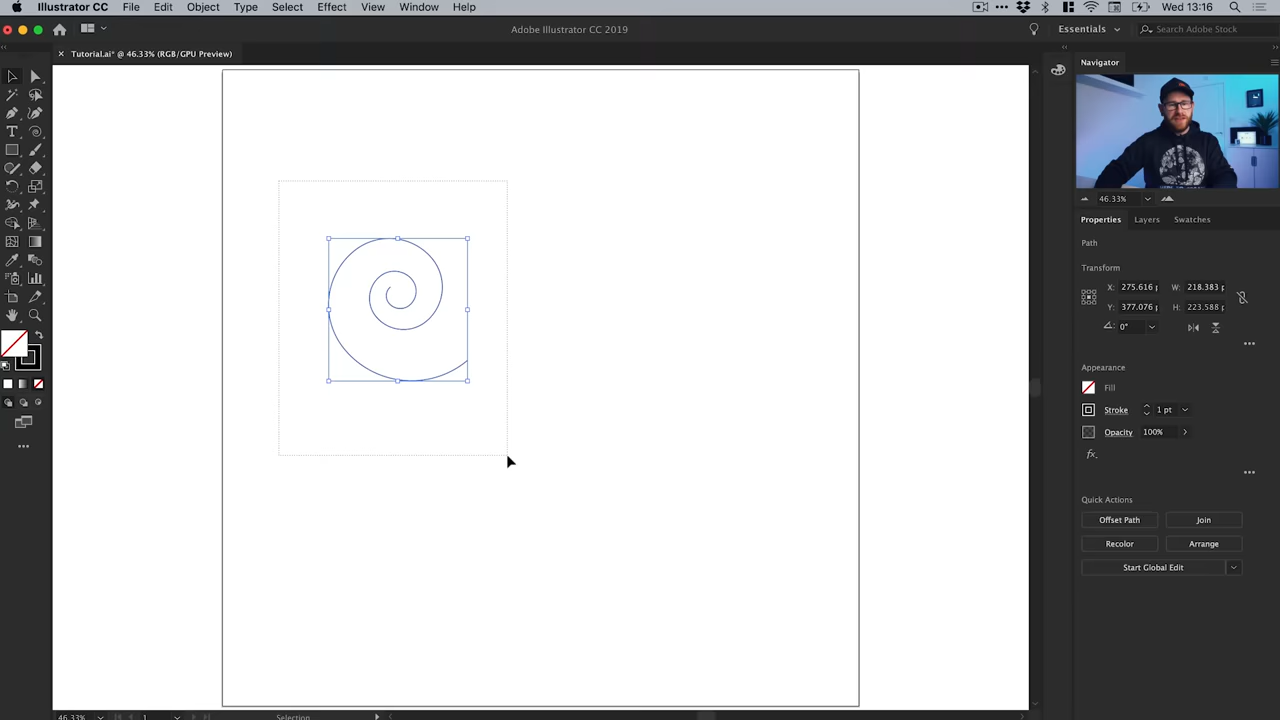 Illustrator CC File Edit Object Type Select Effect View Window Help Wed 13:16
Adobe Illustrator CC 2019 Essentials Search Adobe Stock
Tutorial.ai* @ 46.33% (RGB/GPU Preview)
Navigator
46.33%
Properties Layers Swatches
Path
Transform
X: 275.616 W: 218.383
Y: 377.076 H: 223.588
0°
Appearance
Fill
Stroke 1 pt
Opacity 100%
fx.
Quick Actions
Offset Path Join
Recolor Arrange
Start Global Edit
46.33% 1 Selection